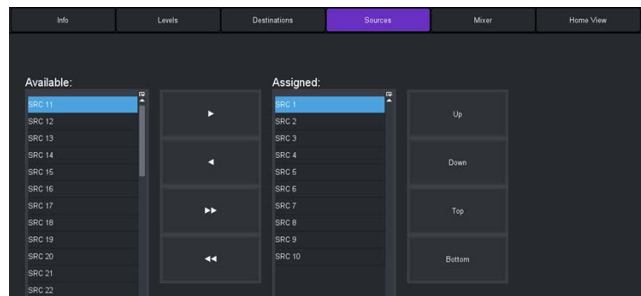 Info
Levels
Destinations
Sources
Mixer
Home View
Available:
SRC 11
SRC 12
SRC 13
SRC 14
SRC 15
SRC 16
SRC 17
SRC 18
SRC 19
SRC 20
SRC 21
SRC 22
Assigned:
SRC 1
SRC 2
SRC 3
SRC 4
SRC 5
SRC 6
SRC 7
SRC 8
SRC 9
SRC 10
Up
Down
Top
Bottom